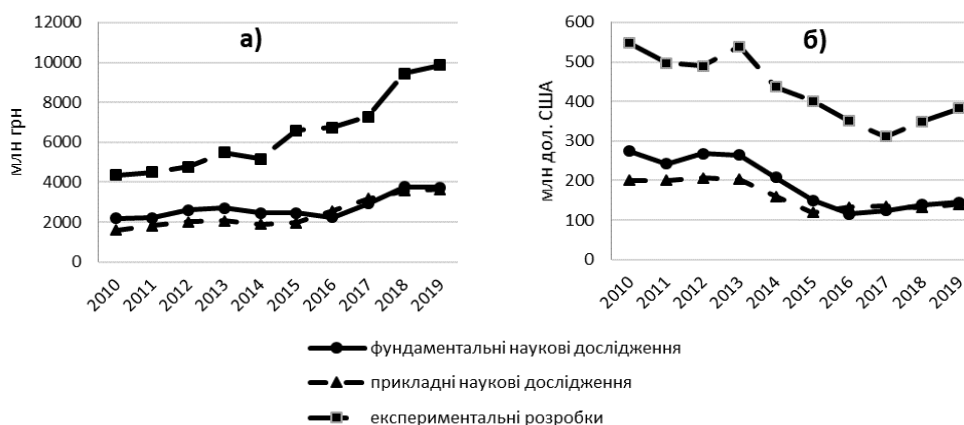 а)
млн грн
12000
10000
8000
6000
4000
2000
0
2010 2011 2012 2013 2014 2015 2016 2017 2018 2019
б)
млн дол. США
600
500
400
300
200
100
0
2010 2011 2012 2013 2014 2015 2016 2017 2018 2019
фундаментальні наукові дослідження
прикладні наукові дослідження
експериментальні розробки